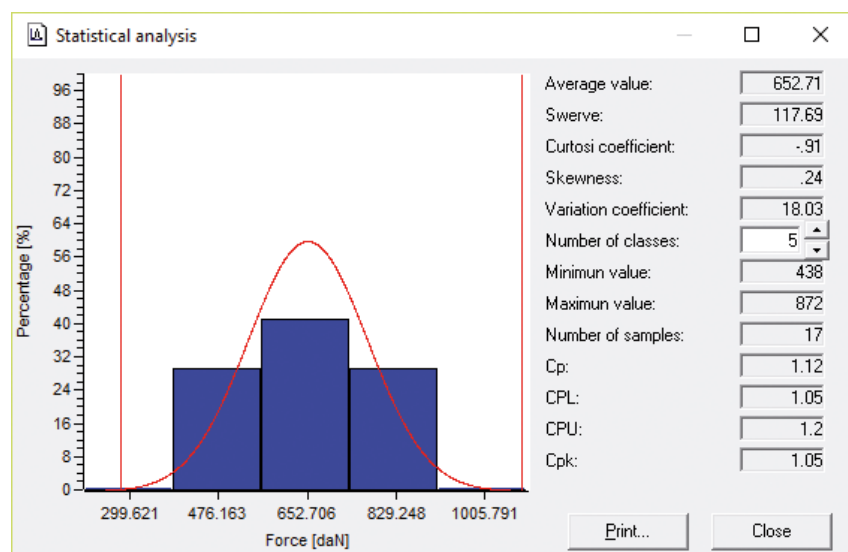 Statistical analysis
Percentage [%]
96
88
80
72
64
56
48
40
32
24
16
8
0
299.621 476.163 652.706 829.248 1005.791
Force [daN]
Average value: 652.71
Swerve: 117.69
Curtosi coefficient: -.91
Skewness: .24
Variation coefficient: 18.03
Number of classes: 5
Minimun value: 438
Maximun value: 872
Number of samples: 17
Cp: 1.12
CPL: 1.05
CPU: 1.2
Cpk: 1.05
Print... Close